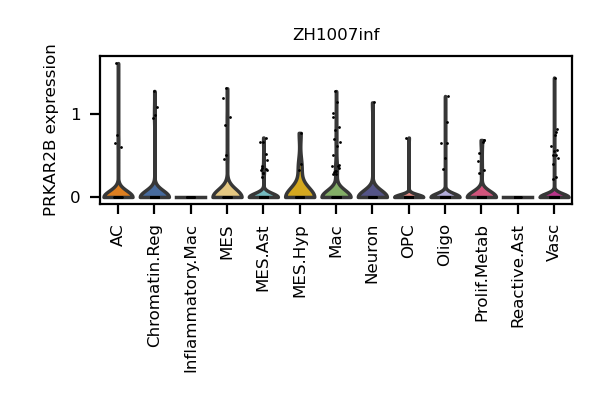 ZH1007inf
PRKAR2B expression
1
0
AC
Chromatin.Reg
Inflammatory.Mac
MES
MES.Ast
MES.Hyp
Mac
Neuron
OPC
Oligo
Prolif.Metab
Reactive.Ast
Vasc